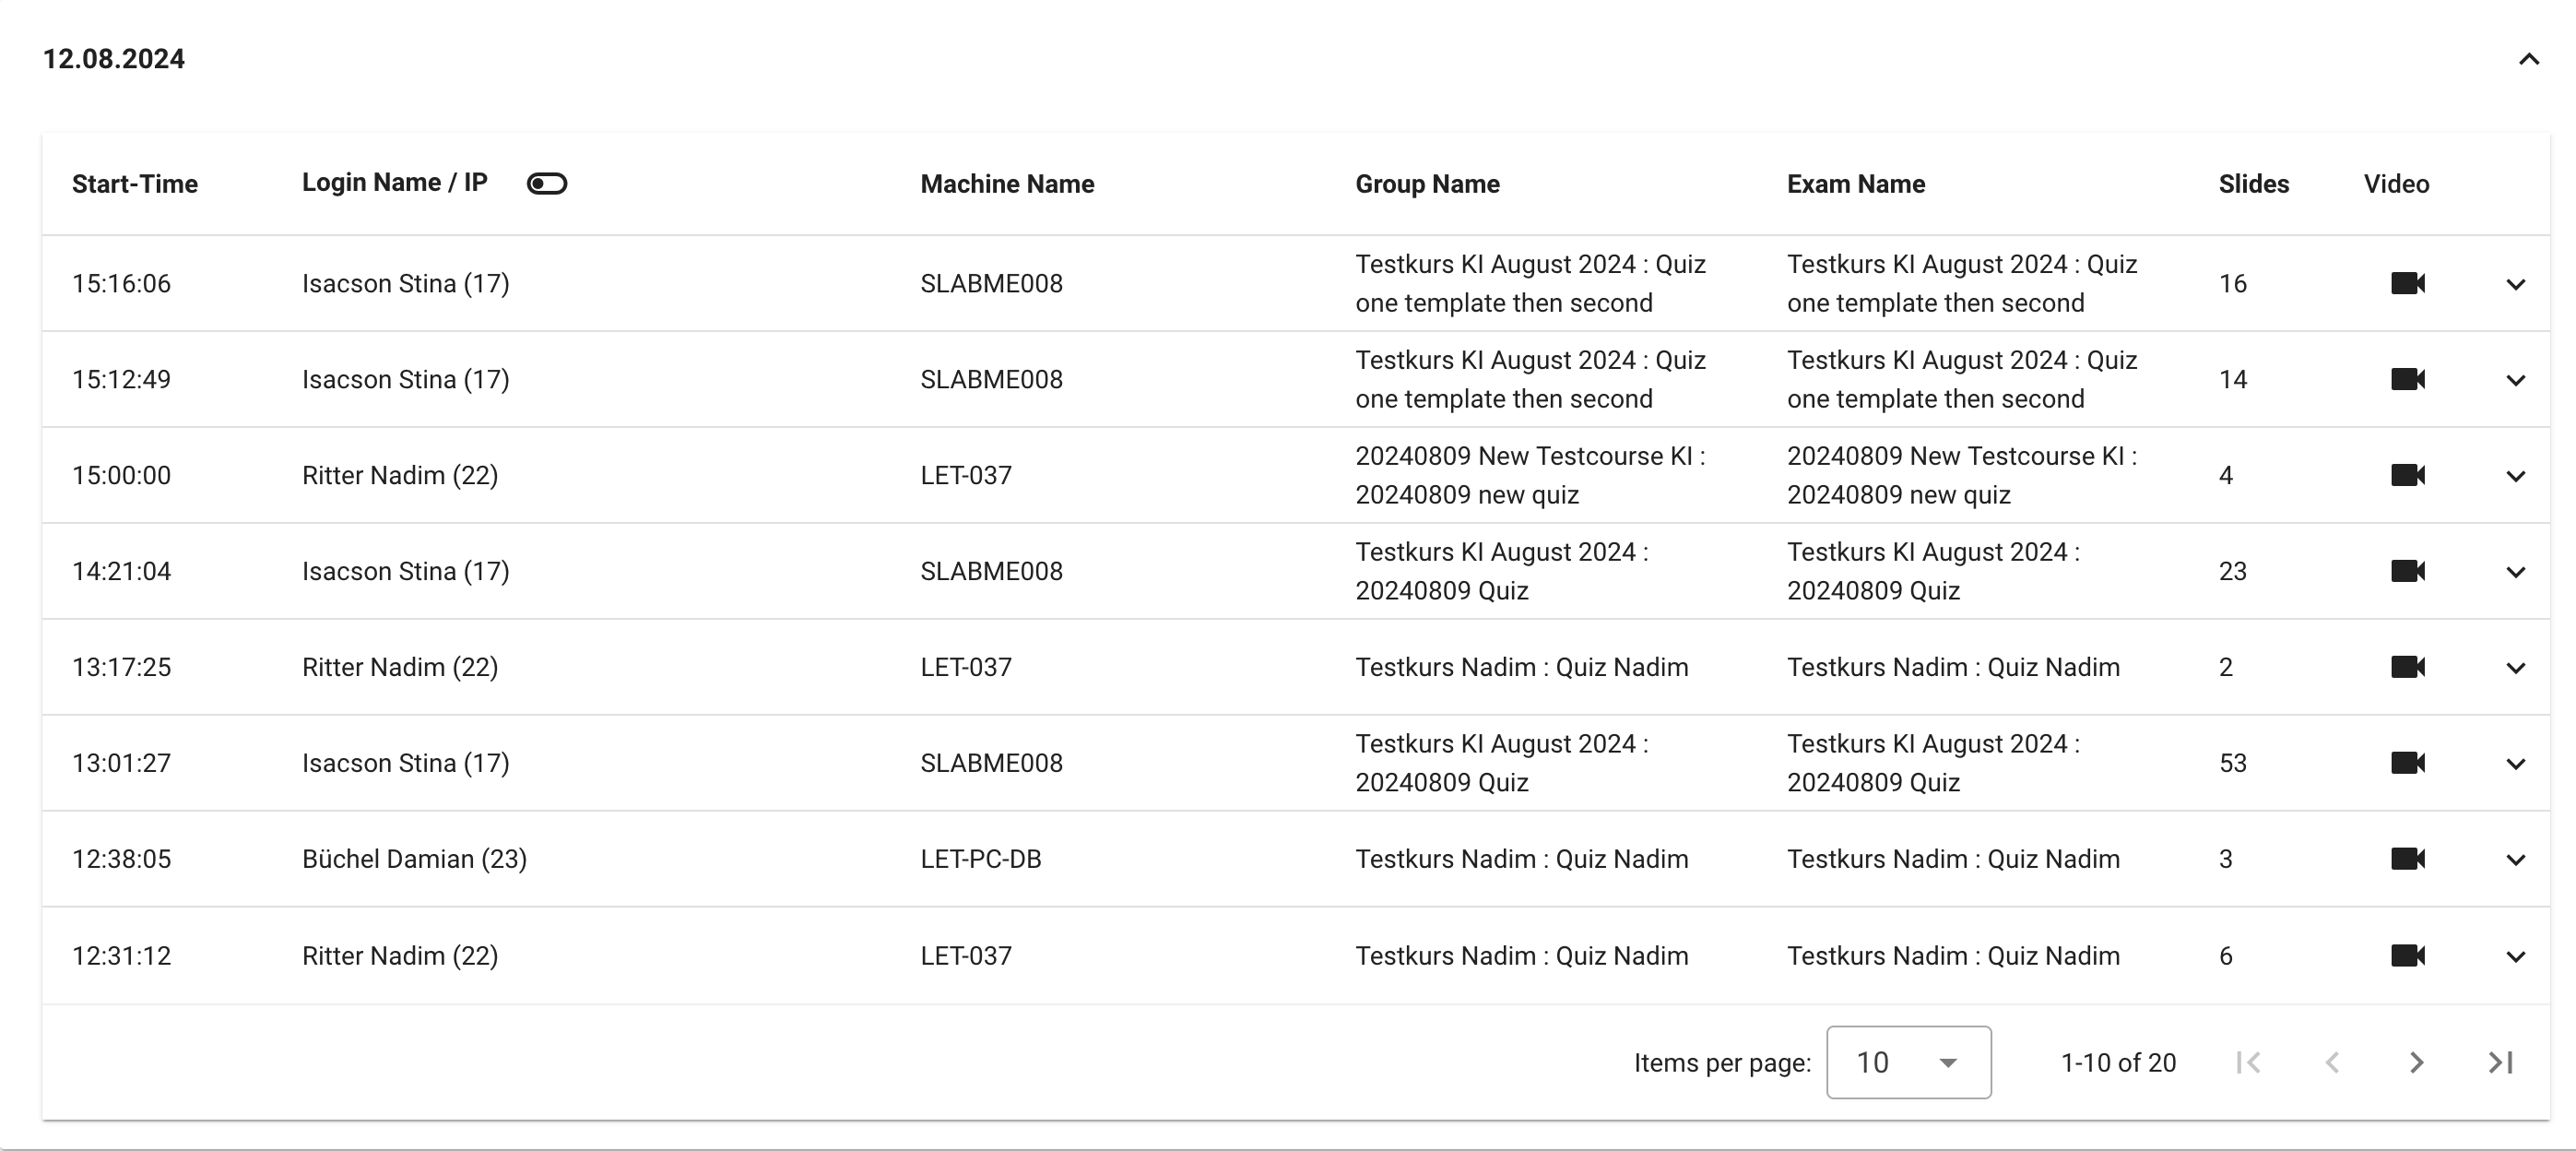 12.08.2024
Start-Time Login Name / IP Machine Name Group Name Exam Name Slides Video
15:16:06 Isacson Stina (17) SLABME008 Testkurs KI August 2024 : Quiz one template then second Testkurs KI August 2024 : Quiz one template then second 16
15:12:49 Isacson Stina (17) SLABME008 Testkurs KI August 2024 : Quiz one template then second Testkurs KI August 2024 : Quiz one template then second 14
15:00:00 Ritter Nadim (22) LET-037 20240809 New Testcourse KI : 20240809 new quiz 20240809 New Testcourse KI : 20240809 new quiz 4
14:21:04 Isacson Stina (17) SLABME008 Testkurs KI August 2024 : 20240809 Quiz Testkurs KI August 2024 : 20240809 Quiz 23
13:17:25 Ritter Nadim (22) LET-037 Testkurs Nadim : Quiz Nadim Testkurs Nadim : Quiz Nadim 2
13:01:27 Isacson Stina (17) SLABME008 Testkurs KI August 2024 : 20240809 Quiz Testkurs KI August 2024 : 20240809 Quiz 53
12:38:05 Büchel Damian (23) LET-PC-DB Testkurs Nadim : Quiz Nadim Testkurs Nadim : Quiz Nadim 3
12:31:12 Ritter Nadim (22) LET-037 Testkurs Nadim : Quiz Nadim Testkurs Nadim : Quiz Nadim 6
Items per page: 10 1-10 of 20